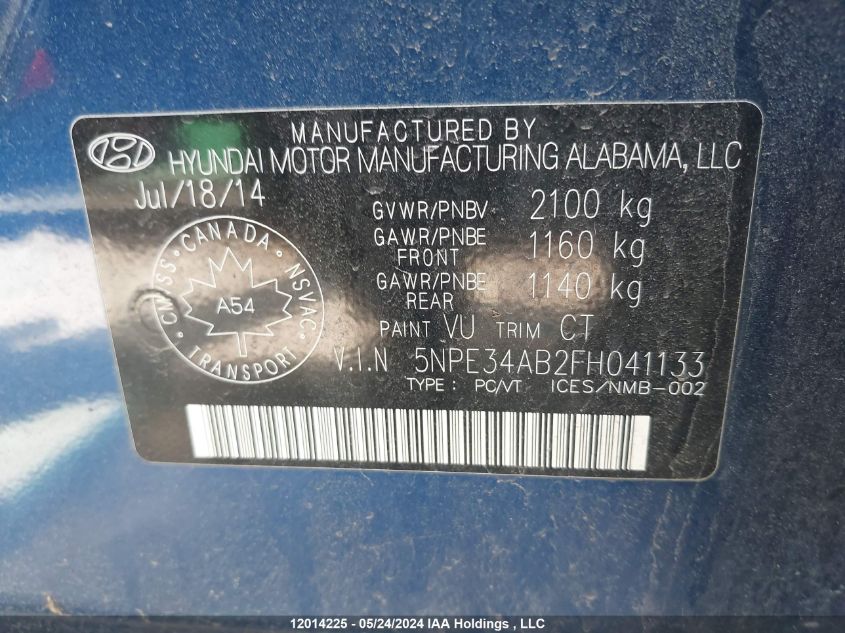 MANUFACTURED BY
HYUNDAI MOTOR MANUFACTURING ALABAMA, LLC
Jul/18/14
GVWR/PNBV 2100 kg
GAWR/PNBE FRONT 1160 kg
GAWR/PNBE REAR 1140 kg
CANADA
CMVSS NSVAC
A54
TRANSPORT
PAINT VU TRIM CT
V.I.N 5NPE34AB2FH041133
TYPE : PC/VT ICES/NMB-002
12014225 - 05/24/2024 IAA Holdings , LLC